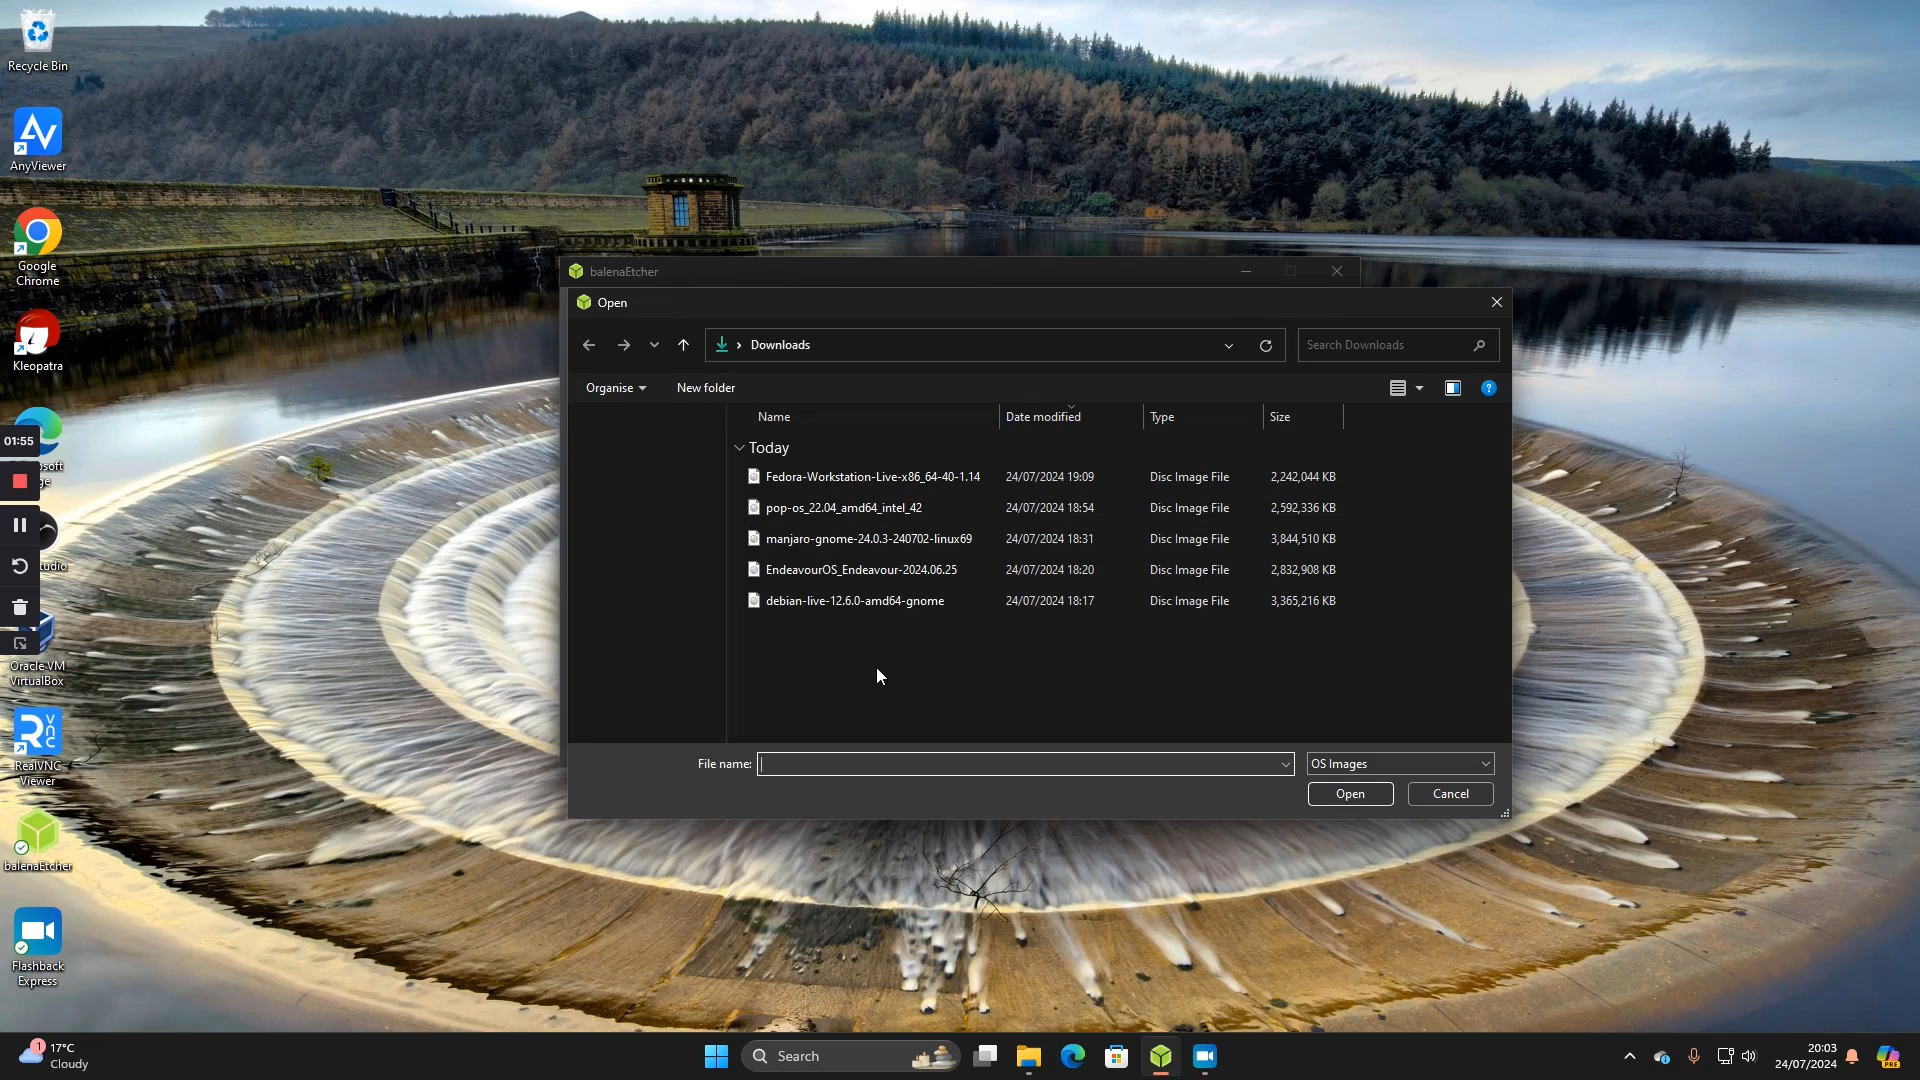 Recycle Bin
AnyViewer
Google
Chrome
Kleopatra
01:55
soft
ge
udio
Oracle VM
VirtualBox
RealVNC
Viewer
balenaEtcher
Flashback
Express
balenaEtcher
Open
Downloads
Search Downloads
Organise
New folder
Name Date modified Type Size
Today
Fedora-Workstation-Live-x86_64-40-1.14 24/07/2024 19:09 Disc Image File 2,242,044 KB
pop-os_22.04_amd64_intel_42 24/07/2024 18:54 Disc Image File 2,592,336 KB
manjaro-gnome-24.0.3-240702-linux69 24/07/2024 18:31 Disc Image File 3,844,510 KB
EndeavourOS_Endeavour-2024.06.25 24/07/2024 18:20 Disc Image File 2,832,908 KB
debian-live-12.6.0-amd64-gnome 24/07/2024 18:17 Disc Image File 3,365,216 KB
File name:
OS Images
Open
Cancel
1
17°C
Cloudy
Search
20:03
24/07/2024
PRE